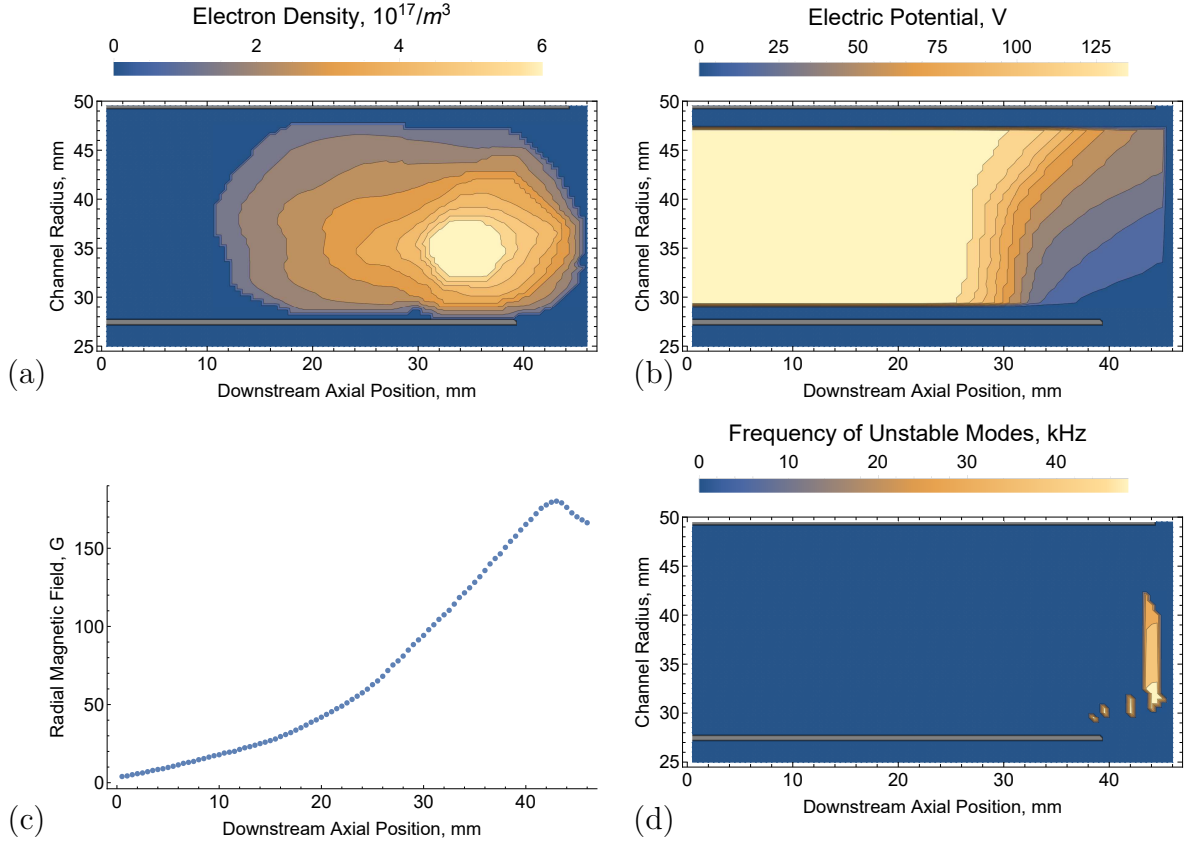 Electron Density, 10^17/m^3
0 2 4 6
50
45
40
35
30
25
Channel Radius, mm
0 10 20 30 40
Downstream Axial Position, mm
(a)
Electric Potential, V
0 25 50 75 100 125
50
45
40
35
30
25
Channel Radius, mm
0 10 20 30 40
Downstream Axial Position, mm
(b)
150
100
50
0
Radial Magnetic Field, G
0 10 20 30 40
Downstream Axial Position, mm
(c)
Frequency of Unstable Modes, kHz
0 10 20 30 40
50
45
40
35
30
25
Channel Radius, mm
0 10 20 30 40
Downstream Axial Position, mm
(d)